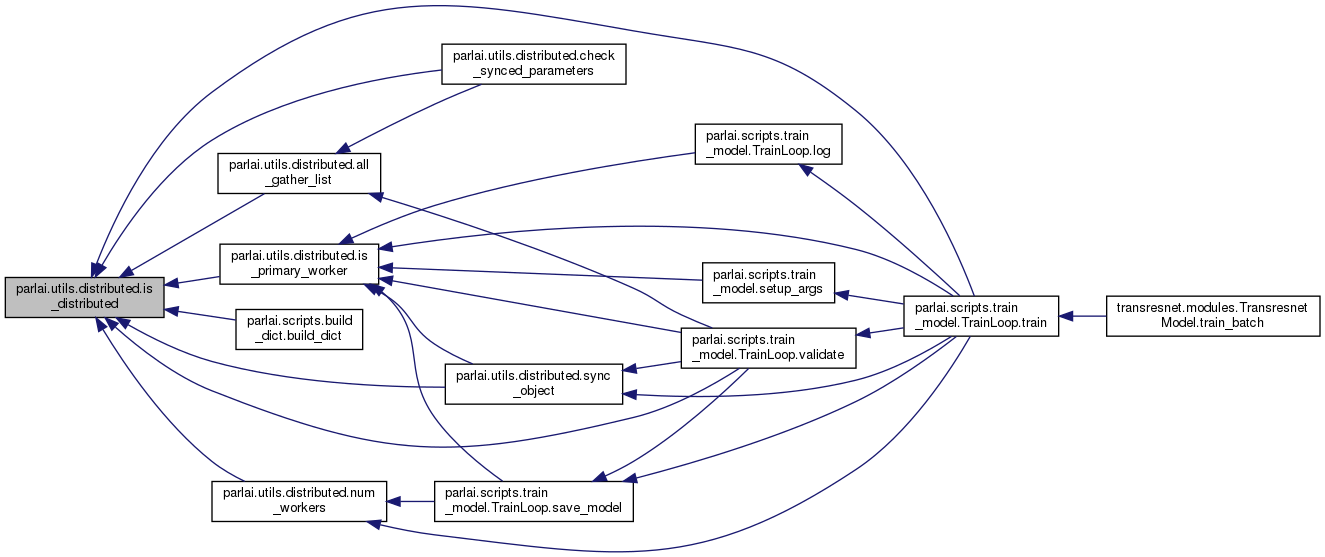 parlai.utils.distributed.is
_distributed
parlai.utils.distributed.check
_synced_parameters
parlai.utils.distributed.all
_gather_list
parlai.utils.distributed.is
_primary_worker
parlai.scripts.build
_dict.build_dict
parlai.utils.distributed.sync
_object
parlai.utils.distributed.num
_workers
parlai.scripts.train
_model.TrainLoop.save_model
parlai.scripts.train
_model.TrainLoop.log
parlai.scripts.train
_model.setup_args
parlai.scripts.train
_model.TrainLoop.validate
parlai.scripts.train
_model.TrainLoop.train
transresnet.modules.Transresnet
Model.train_batch